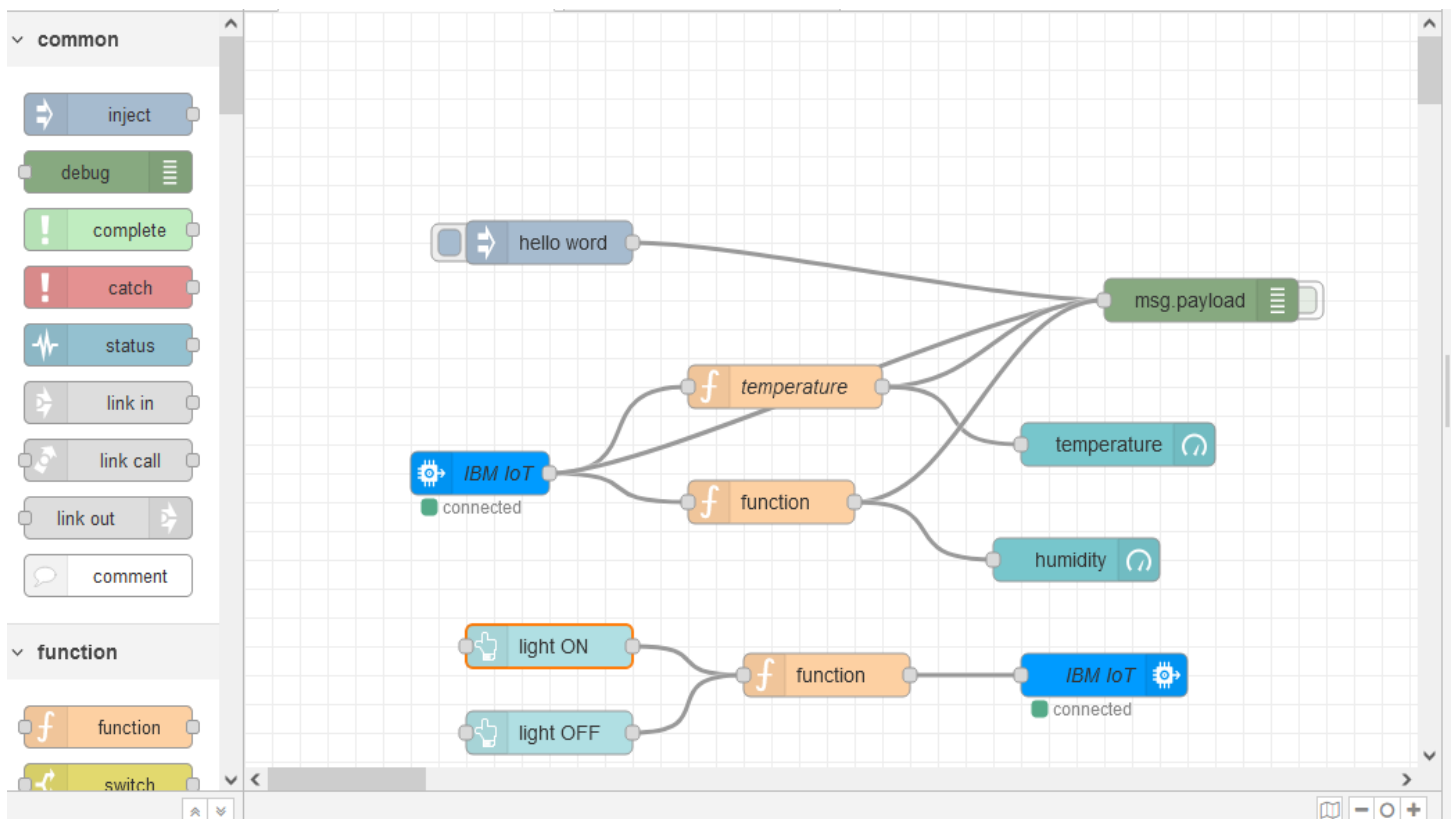 common
inject
debug
complete
catch
status
link in
link call
link out
comment
function
function
switch
hello word
msg.payload
temperature
temperature
IBM IoT
connected
function
humidity
light ON
function
IBM IoT
connected
light OFF